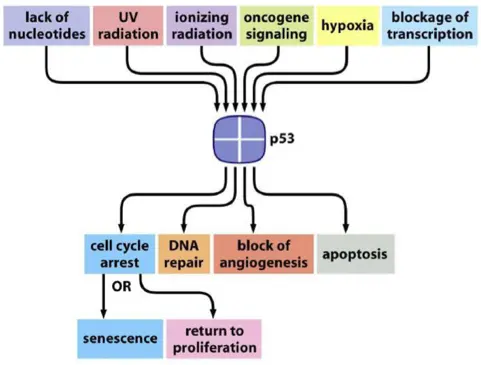 lack of
nucleotides
UV
radiation
ionizing
radiation
oncogene
signaling
hypoxia
blockage of
transcription
p53
cell cycle
arrest
DNA
repair
block of
angiogenesis
apoptosis
OR
senescence
return to
proliferation